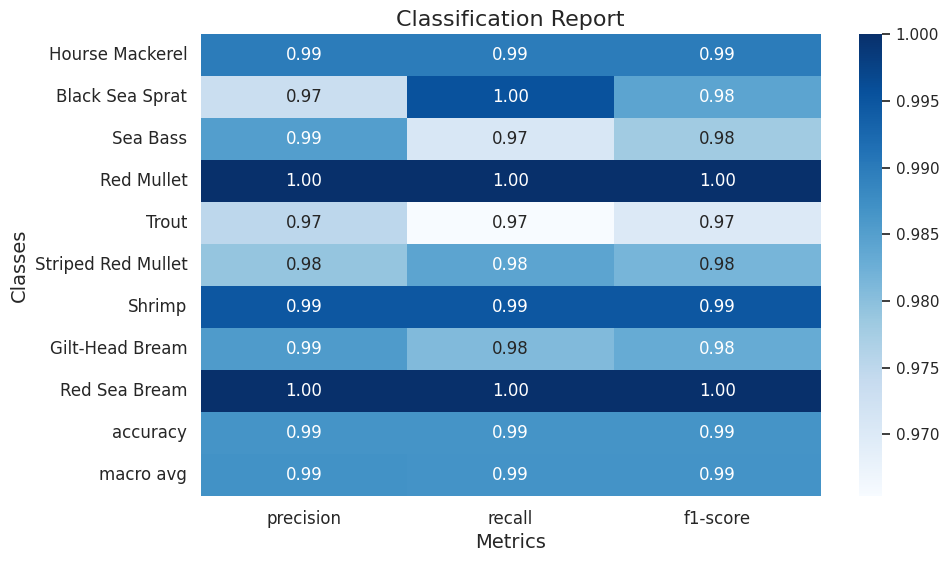 Classification Report
Classes
Hourse Mackerel 0.99 0.99 0.99
Black Sea Sprat 0.97 1.00 0.98
Sea Bass 0.99 0.97 0.98
Red Mullet 1.00 1.00 1.00
Trout 0.97 0.97 0.97
Striped Red Mullet 0.98 0.98 0.98
Shrimp 0.99 0.99 0.99
Gilt-Head Bream 0.99 0.98 0.98
Red Sea Bream 1.00 1.00 1.00
accuracy 0.99 0.99 0.99
macro avg 0.99 0.99 0.99
precision recall f1-score
Metrics
1.000
0.995
0.990
0.985
0.980
0.975
0.970